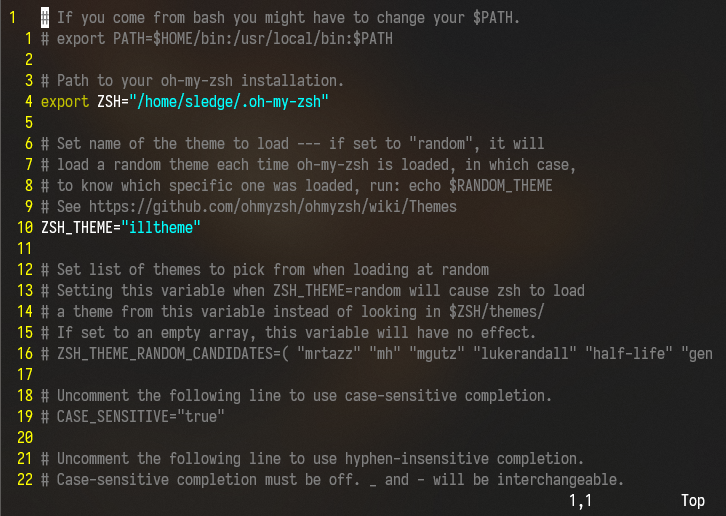 1 # If you come from bash you might have to change your $PATH.
1 # export PATH=$HOME/bin:/usr/local/bin:$PATH
2
3 # Path to your oh-my-zsh installation.
4 export ZSH="/home/sledge/.oh-my-zsh"
5
6 # Set name of the theme to load --- if set to "random", it will
7 # load a random theme each time oh-my-zsh is loaded, in which case,
8 # to know which specific one was loaded, run: echo $RANDOM_THEME
9 # See https://github.com/ohmyzsh/ohmyzsh/wiki/Themes
10 ZSH_THEME="illtheme"
11
12 # Set list of themes to pick from when loading at random
13 # Setting this variable when ZSH_THEME=random will cause zsh to load
14 # a theme from this variable instead of looking in $ZSH/themes/
15 # If set to an empty array, this variable will have no effect.
16 # ZSH_THEME_RANDOM_CANDIDATES=( "mrtazz" "mh" "mgutz" "lukerandall" "half-life" "gen
17
18 # Uncomment the following line to use case-sensitive completion.
19 # CASE_SENSITIVE="true"
20
21 # Uncomment the following line to use hyphen-insensitive completion.
22 # Case-sensitive completion must be off. _ and - will be interchangeable.
1,1 Top